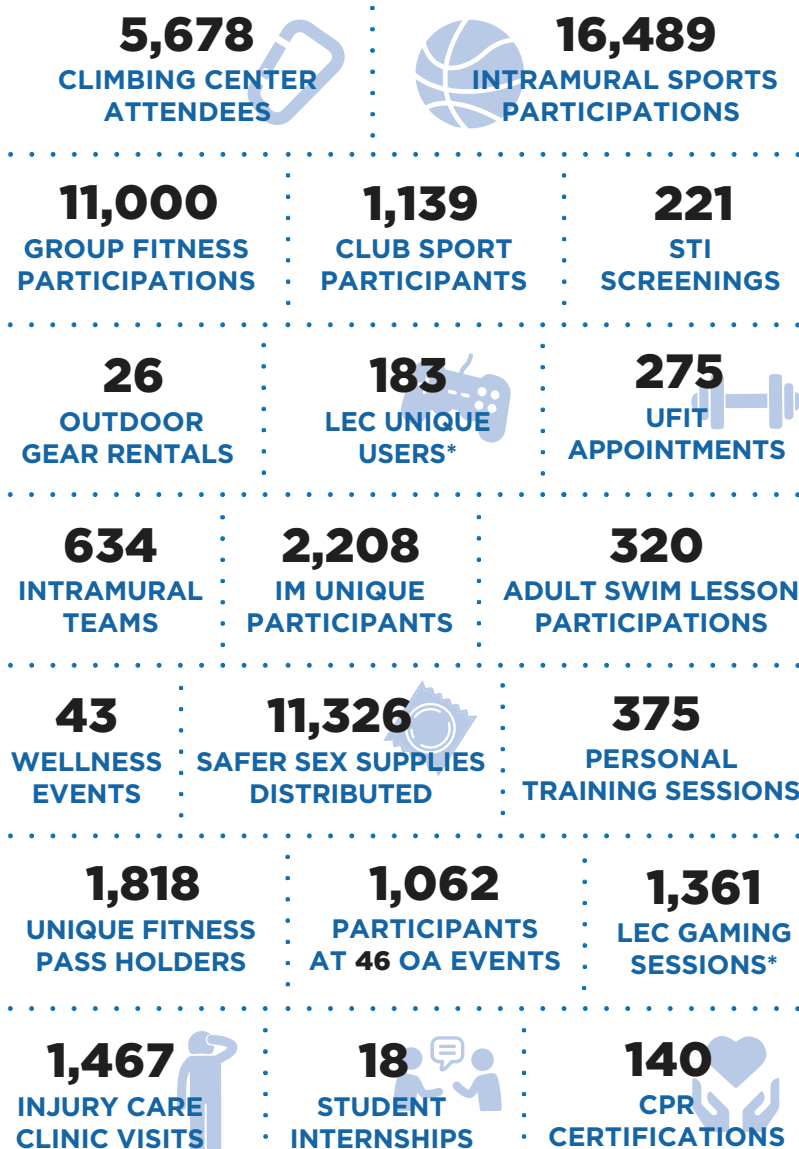 5,678
CLIMBING CENTER
ATTENDEES
16,489
INTRAMURAL SPORTS
PARTICIPATIONS
11,000
GROUP FITNESS
PARTICIPATIONS
1,139
CLUB SPORT
PARTICIPANTS
221
STI
SCREENINGS
26
OUTDOOR
GEAR RENTALS
183
LEC UNIQUE
USERS*
275
UFIT
APPOINTMENTS
634
INTRAMURAL
TEAMS
2,208
IM UNIQUE
PARTICIPANTS
320
ADULT SWIM LESSON
PARTICIPATIONS
43
WELLNESS
EVENTS
11,326
SAFER SEX SUPPLIES
DISTRIBUTED
375
PERSONAL
TRAINING SESSIONS
1,818
UNIQUE FITNESS
PASS HOLDERS
1,062
PARTICIPANTS
AT 46 OA EVENTS
1,361
LEC GAMING
SESSIONS*
1,467
INJURY CARE
CLINIC VISITS
18
STUDENT
INTERNSHIPS
140
CPR
CERTIFICATIONS